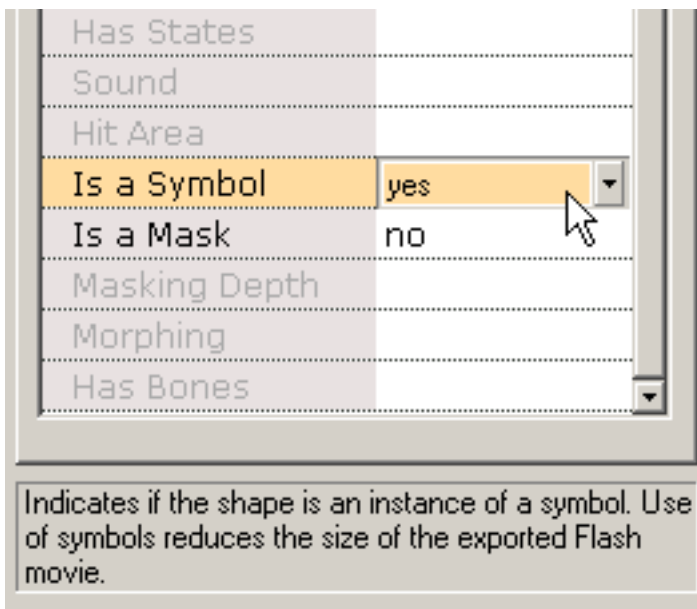 Has States
Sound
Hit Area
Is a Symbol yes
Is a Mask no
Masking Depth
Morphing
Has Bones
Indicates if the shape is an instance of a symbol. Use
of symbols reduces the size of the exported Flash
movie.